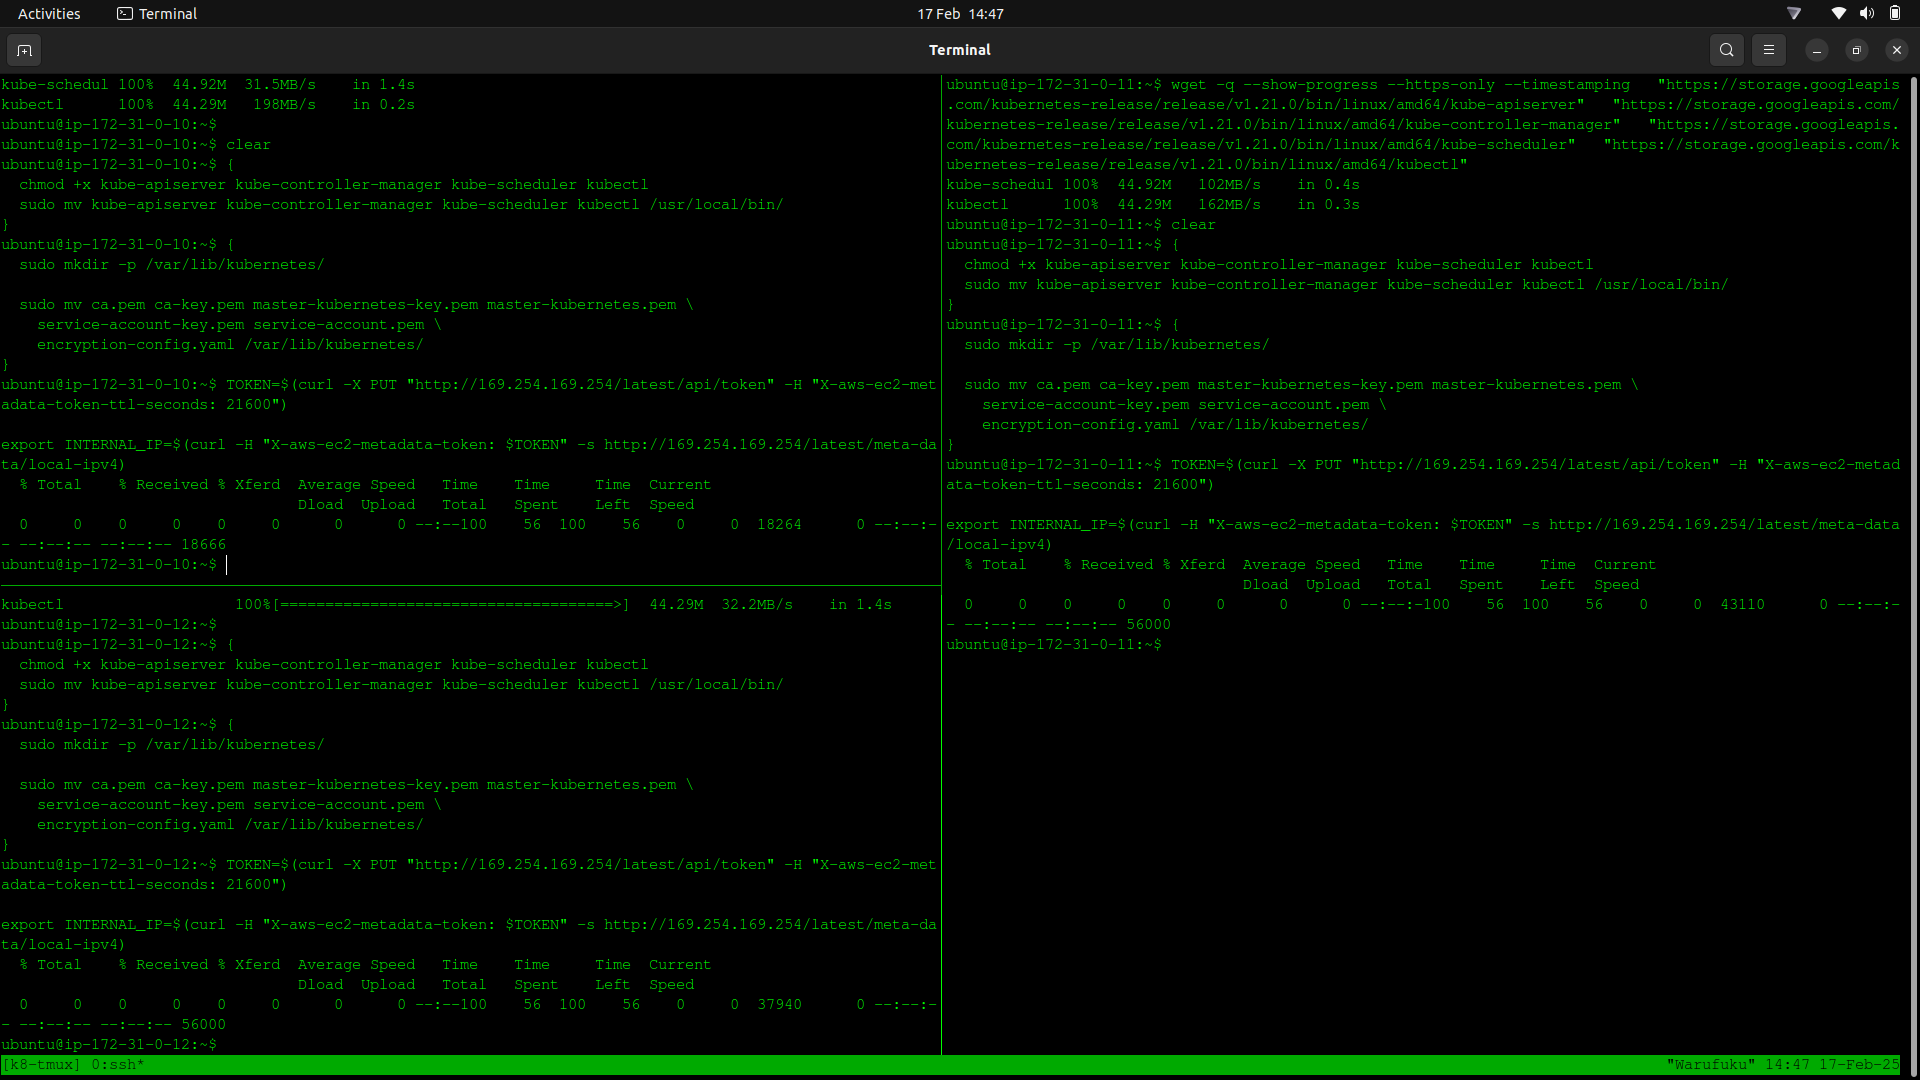 Activities
Terminal
17 Feb 14:47
Terminal
kube-schedul 100%  44.92M  31.5MB/s    in 1.4s
kubectl      100%  44.29M   198MB/s    in 0.2s
ubuntu@ip-172-31-0-10:~$
ubuntu@ip-172-31-0-10:~$ clear
ubuntu@ip-172-31-0-10:~$ {
  chmod +x kube-apiserver kube-controller-manager kube-scheduler kubectl
  sudo mv kube-apiserver kube-controller-manager kube-scheduler kubectl /usr/local/bin/
}
ubuntu@ip-172-31-0-10:~$ {
  sudo mkdir -p /var/lib/kubernetes/
  sudo mv ca.pem ca-key.pem master-kubernetes-key.pem master-kubernetes.pem \
    service-account-key.pem service-account.pem \
    encryption-config.yaml /var/lib/kubernetes/
}
ubuntu@ip-172-31-0-10:~$ TOKEN=$(curl -X PUT "http://169.254.169.254/latest/api/token" -H "X-aws-ec2-met
adata-token-ttl-seconds: 21600")
export INTERNAL_IP=$(curl -H "X-aws-ec2-metadata-token: $TOKEN" -s http://169.254.169.254/latest/meta-da
ta/local-ipv4)
  % Total    % Received % Xferd  Average Speed   Time    Time     Time  Current
                                 Dload  Upload   Total   Spent    Left  Speed
  0     0    0     0    0     0      0      0 --:--100    56  100    56    0     0  18264      0 --:--:-
- --:--:-- --:--:-- 18666
ubuntu@ip-172-31-0-10:~$
kubectl                   100%[=====================================>]  44.29M  32.2MB/s    in 1.4s
ubuntu@ip-172-31-0-12:~$
ubuntu@ip-172-31-0-12:~$ {
  chmod +x kube-apiserver kube-controller-manager kube-scheduler kubectl
  sudo mv kube-apiserver kube-controller-manager kube-scheduler kubectl /usr/local/bin/
}
ubuntu@ip-172-31-0-12:~$ {
  sudo mkdir -p /var/lib/kubernetes/
  sudo mv ca.pem ca-key.pem master-kubernetes-key.pem master-kubernetes.pem \
    service-account-key.pem service-account.pem \
    encryption-config.yaml /var/lib/kubernetes/
}
ubuntu@ip-172-31-0-12:~$ TOKEN=$(curl -X PUT "http://169.254.169.254/latest/api/token" -H "X-aws-ec2-met
adata-token-ttl-seconds: 21600")
export INTERNAL_IP=$(curl -H "X-aws-ec2-metadata-token: $TOKEN" -s http://169.254.169.254/latest/meta-da
ta/local-ipv4)
  % Total    % Received % Xferd  Average Speed   Time    Time     Time  Current
                                 Dload  Upload   Total   Spent    Left  Speed
  0     0    0     0    0     0      0      0 --:--100    56  100    56    0     0  37940      0 --:--:-
- --:--:-- --:--:-- 56000
ubuntu@ip-172-31-0-12:~$
ubuntu@ip-172-31-0-11:~$ wget -q --show-progress --https-only --timestamping   "https://storage.googleapis
.com/kubernetes-release/release/v1.21.0/bin/linux/amd64/kube-apiserver"   "https://storage.googleapis.com/
kubernetes-release/release/v1.21.0/bin/linux/amd64/kube-controller-manager"   "https://storage.googleapis.
com/kubernetes-release/release/v1.21.0/bin/linux/amd64/kube-scheduler"   "https://storage.googleapis.com/k
ubernetes-release/release/v1.21.0/bin/linux/amd64/kubectl"
kube-schedul 100%  44.92M   102MB/s    in 0.4s
kubectl      100%  44.29M   162MB/s    in 0.3s
ubuntu@ip-172-31-0-11:~$ clear
ubuntu@ip-172-31-0-11:~$ {
  chmod +x kube-apiserver kube-controller-manager kube-scheduler kubectl
  sudo mv kube-apiserver kube-controller-manager kube-scheduler kubectl /usr/local/bin/
}
ubuntu@ip-172-31-0-11:~$ {
  sudo mkdir -p /var/lib/kubernetes/
  sudo mv ca.pem ca-key.pem master-kubernetes-key.pem master-kubernetes.pem \
    service-account-key.pem service-account.pem \
    encryption-config.yaml /var/lib/kubernetes/
}
ubuntu@ip-172-31-0-11:~$ TOKEN=$(curl -X PUT "http://169.254.169.254/latest/api/token" -H "X-aws-ec2-metad
ata-token-ttl-seconds: 21600")
export INTERNAL_IP=$(curl -H "X-aws-ec2-metadata-token: $TOKEN" -s http://169.254.169.254/latest/meta-data
/local-ipv4)
  % Total    % Received % Xferd  Average Speed   Time    Time     Time  Current
                                 Dload  Upload   Total   Spent    Left  Speed
  0     0    0     0    0     0      0      0 --:--:-100    56  100    56    0     0  43110      0 --:--:-
- --:--:-- --:--:-- 56000
ubuntu@ip-172-31-0-11:~$
[k8-tmux] 0:ssh*
"Warufuku" 14:47 17-Feb-25